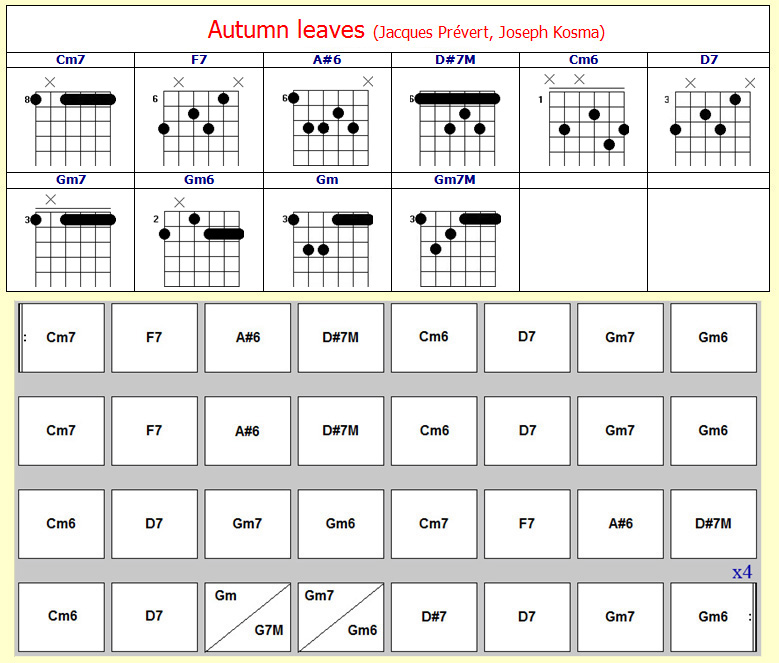 Autumn leaves (Jacques Prévert, Joseph Kosma)
Cm7 F7 A#6 D#7M Cm6 D7
8 6 6 6 1 3
Gm7 Gm6 Gm Gm7M
3 2 3 3
: Cm7 F7 A#6 D#7M Cm6 D7 Gm7 Gm6
Cm7 F7 A#6 D#7M Cm6 D7 Gm7 Gm6
Cm6 D7 Gm7 Gm6 Cm7 F7 A#6 D#7M
x4
Cm6 D7 Gm G7M Gm7 Gm6 D#7 D7 Gm7 Gm6 :